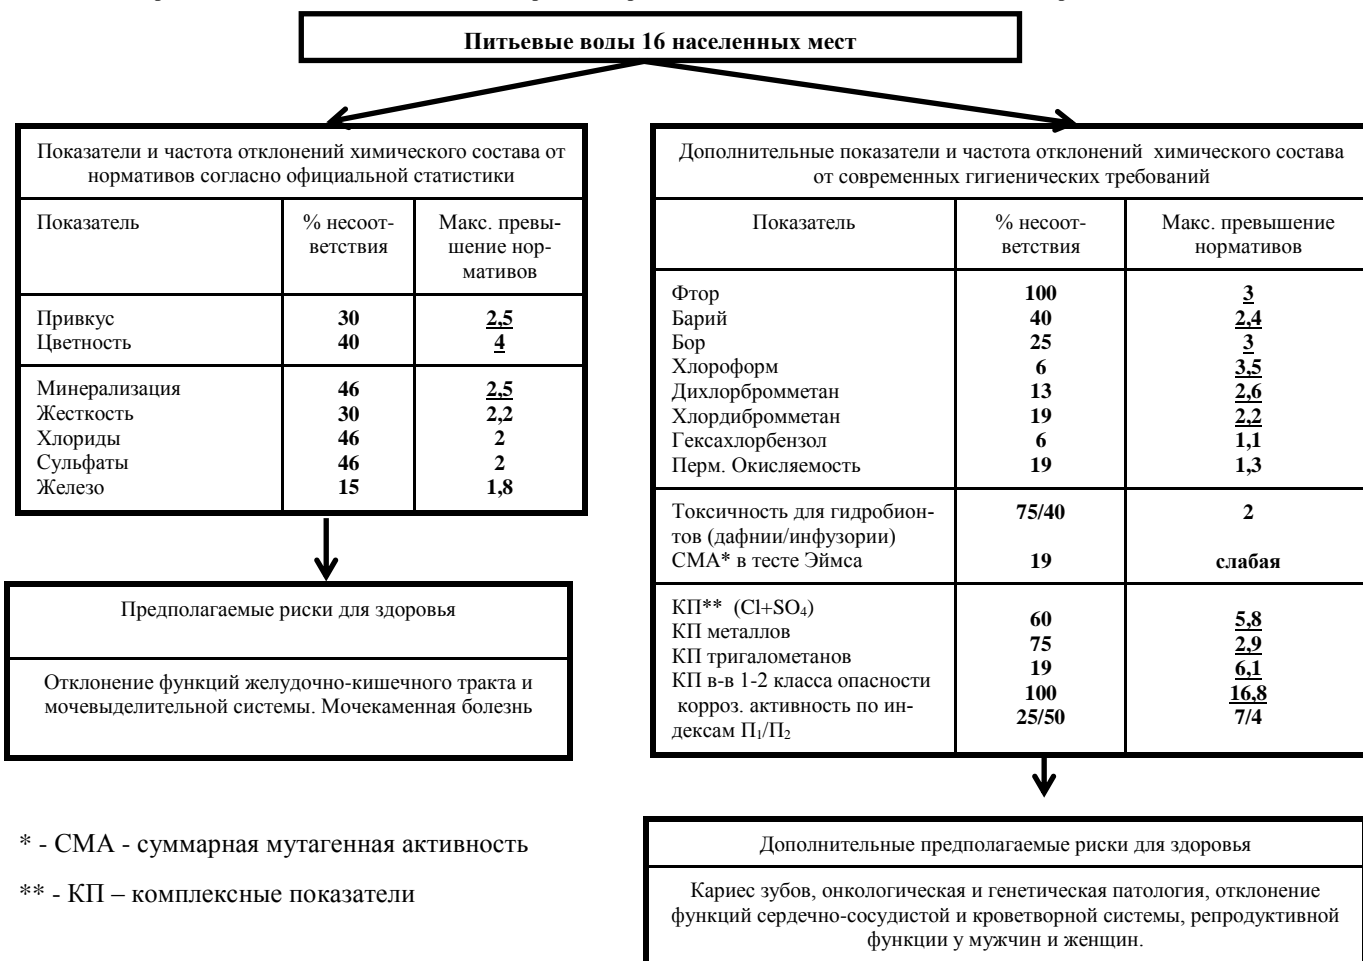 Питьевые воды 16 населенных мест
Показатели и частота отклонений химического состава от
нормативов согласно официальной статистики
Показатель
% несоот-
ветствия
Макс. превы-
шение нор-
мативов
Привкус 30 2,5
Цветность 40 4
Минерализация 46 2,5
Жесткость 30 2,2
Хлориды 46 2
Сульфаты 46 2
Железо 15 1,8
Предполагаемые риски для здоровья
Отклонение функций желудочно-кишечного тракта и
мочевыделительной системы. Мочекаменная болезнь
* - СМА - суммарная мутагенная активность
** - КП – комплексные показатели
Дополнительные показатели и частота отклонений химического состава
от современных гигиенических требований
Показатель
% несоот-
ветствия
Макс. превышение
нормативов
Фтор 100 3
Барий 40 2,4
Бор 25 3
Хлороформ 6 3,5
Дихлорбромметан 13 2,6
Хлордибромметан 19 2,2
Гексахлорбензол 6 1,1
Перм. Окисляемость 19 1,3
Токсичность для гидробион- 75/40 2
тов (дафнии/инфузории)
СМА* в тесте Эймса 19 слабая
КП** (Cl+SO₄) 60 5,8
КП металлов 75 2,9
КП тригалометанов 19 6,1
КП в-в 1-2 класса опасности 100 16,8
корроз. активность по ин- 25/50 7/4
дексам П₁/П₂
Дополнительные предполагаемые риски для здоровья
Кариес зубов, онкологическая и генетическая патология, отклонение
функций сердечно-сосудистой и кроветворной системы, репродуктивной
функции у мужчин и женщин.